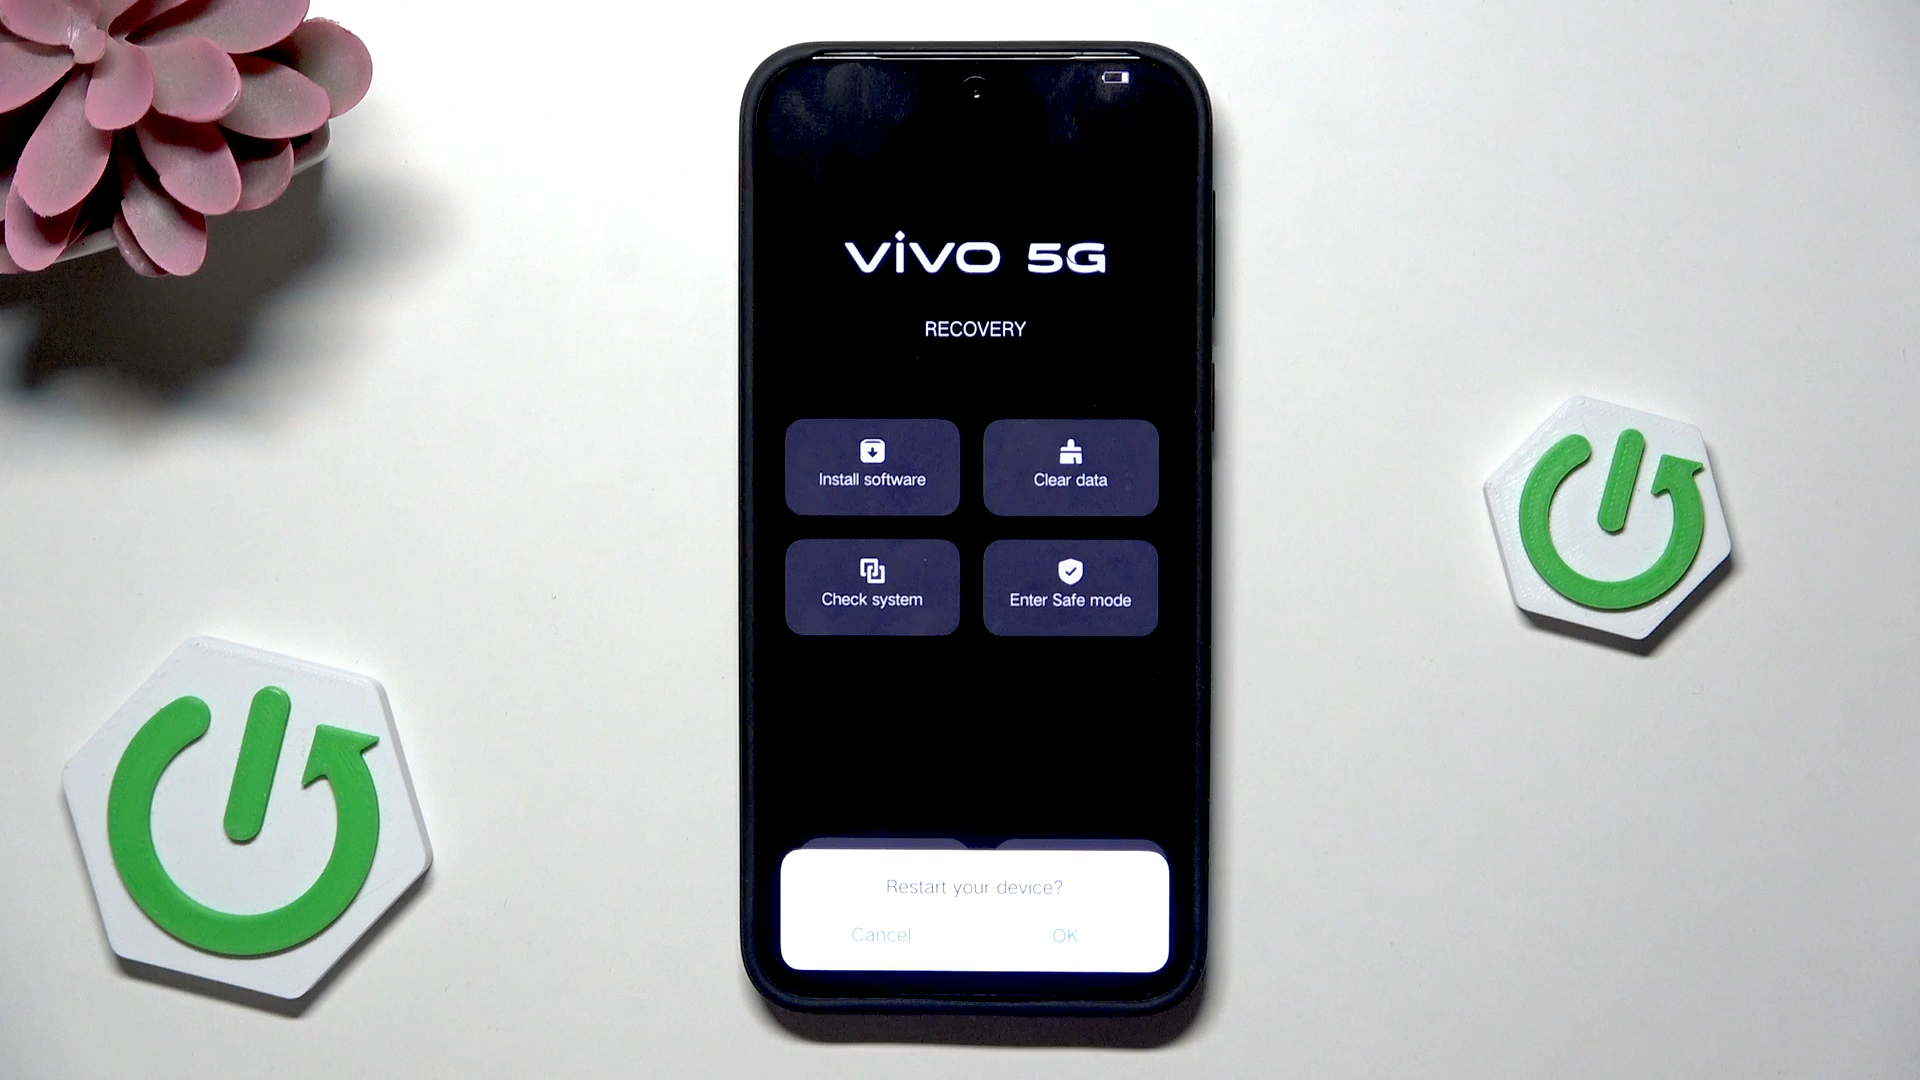 vivo 5G
RECOVERY
Install software
Clear data
Check system
Enter Safe mode
Restart your device?
Cancel
OK